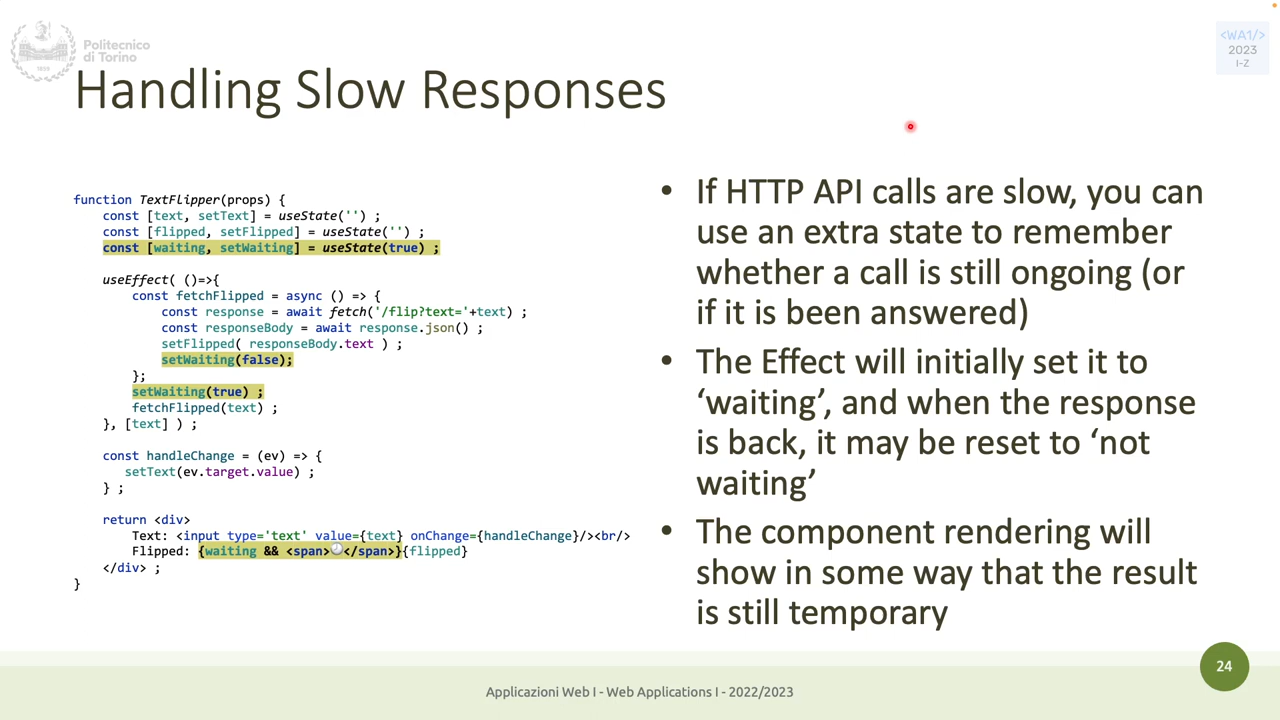 Politecnico
di Torino
1859
<WA1/>
2023
I-Z
Handling Slow Responses
function TextFlipper(props) {
const [text, setText] = useState('') ;
const [flipped, setFlipped] = useState('') ;
const [waiting, setWaiting] = useState(true) ;
useEffect( ()=>{
const fetchFlipped = async () => {
const response = await fetch('/flip?text='+text) ;
const responseBody = await response.json() ;
setFlipped( responseBody.text ) ;
setWaiting(false);
};
setWaiting(true) ;
fetchFlipped(text) ;
}, [text] ) ;
const handleChange = (ev) => {
setText(ev.target.value) ;
} ;
return <div>
Text: <input type='text' value={text} onChange={handleChange}/><br/>
Flipped: {waiting && <span>🕗</span>}{flipped}
</div> ;
}
• If HTTP API calls are slow, you can
use an extra state to remember
whether a call is still ongoing (or
if it is been answered)
• The Effect will initially set it to
‘waiting’, and when the response
is back, it may be reset to ‘not
waiting’
• The component rendering will
show in some way that the result
is still temporary
24
Applicazioni Web I - Web Applications I - 2022/2023